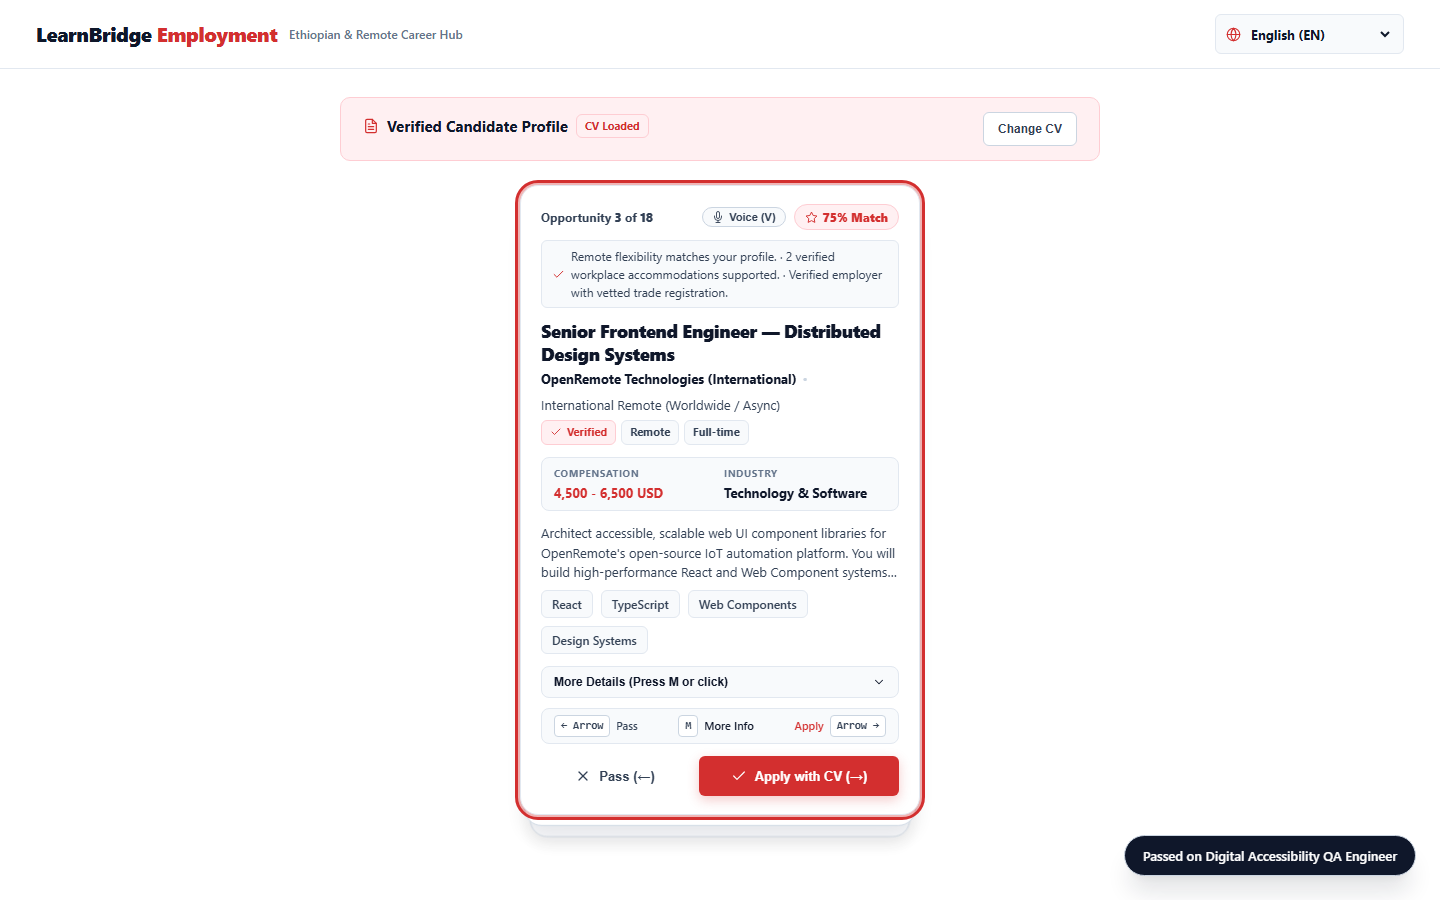 LearnBridge Employment Ethiopian & Remote Career Hub
English (EN)
Verified Candidate Profile CV Loaded
Change CV
Opportunity 3 of 18
Voice (V)
75% Match
Remote flexibility matches your profile. · 2 verified
workplace accommodations supported. · Verified employer
with vetted trade registration.
Senior Frontend Engineer — Distributed
Design Systems
OpenRemote Technologies (International) •
International Remote (Worldwide / Async)
Verified Remote Full-time
COMPENSATION
4,500 - 6,500 USD
INDUSTRY
Technology & Software
Architect accessible, scalable web UI component libraries for
OpenRemote's open-source IoT automation platform. You will
build high-performance React and Web Component systems...
React TypeScript Web Components
Design Systems
More Details (Press M or click)
← Arrow Pass M More Info Apply Arrow →
Pass (←)
Apply with CV (→)
Passed on Digital Accessibility QA Engineer